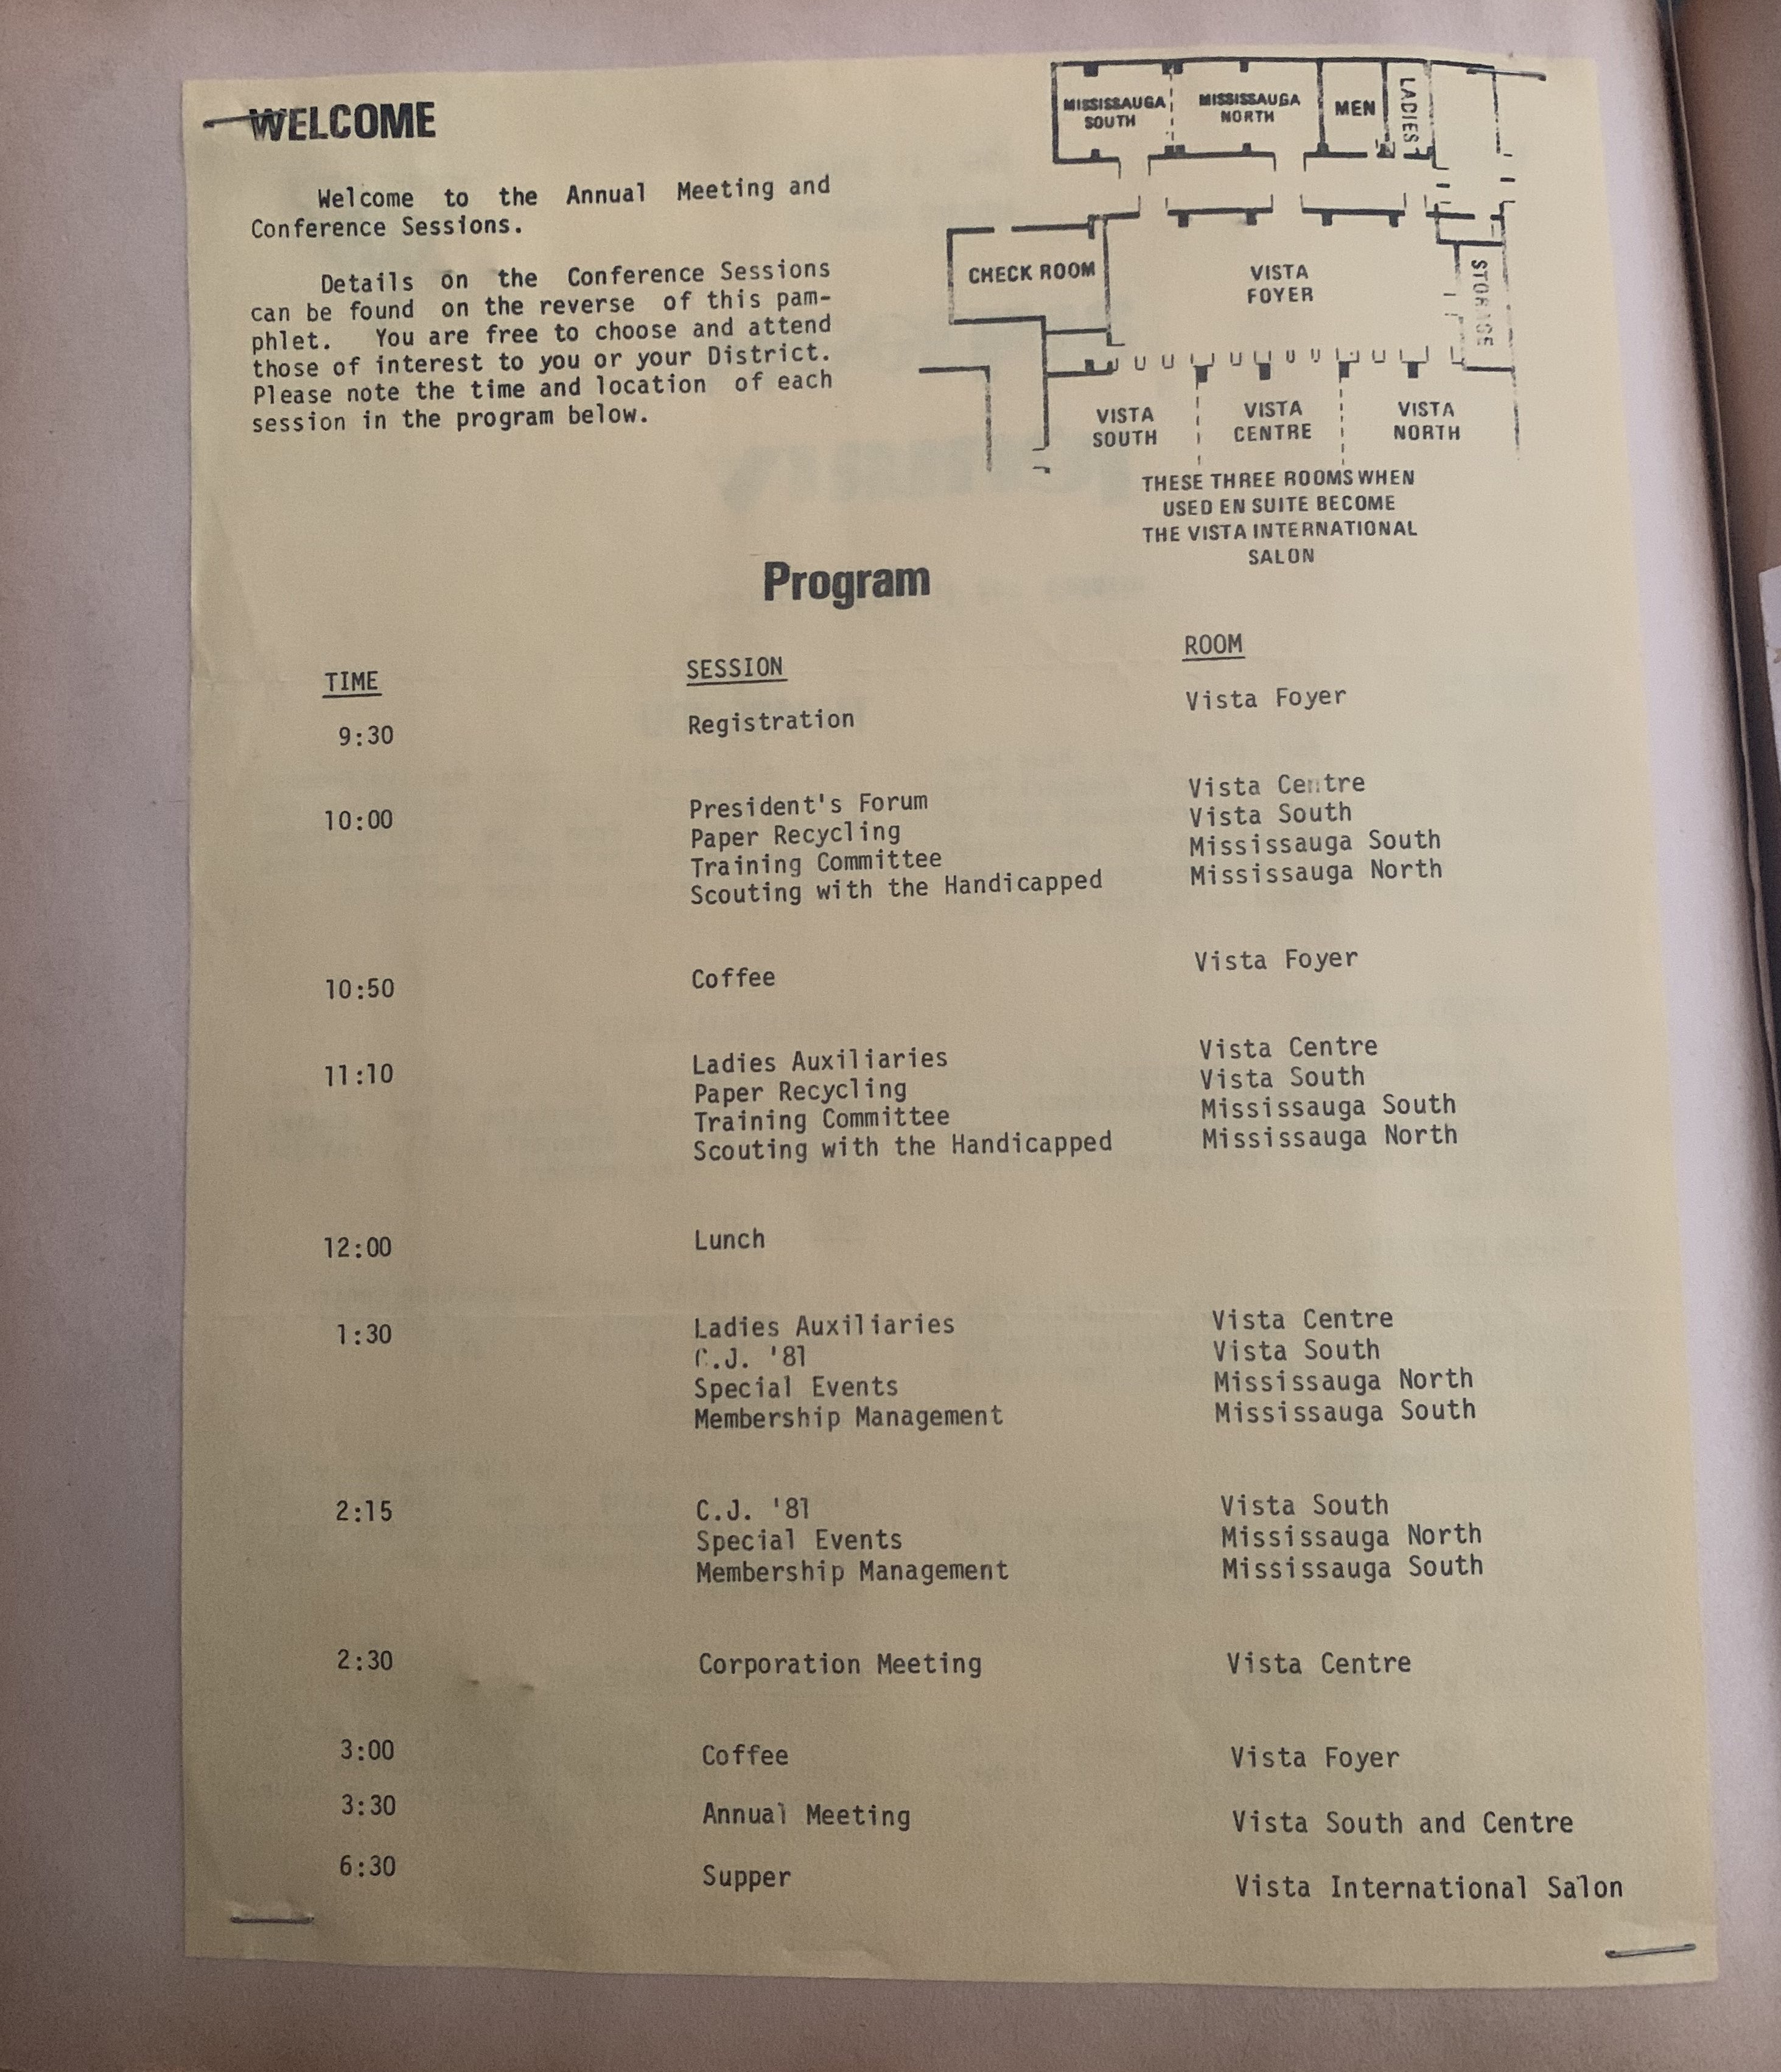 WELCOME
Welcome to the Annual Meeting and
Conference Sessions.
Details on the Conference Sessions
can be found on the reverse of this pam-
phlet. You are free to choose and attend
those of interest to you or your District.
Please note the time and location of each
session in the program below.
MISSISSAUGA
SOUTH
MISSISSAUGA
NORTH
MEN
LADIES
CHECK ROOM
VISTA
FOYER
STORAGE
VISTA
SOUTH
VISTA
CENTRE
VISTA
NORTH
THESE THREE ROOMS WHEN
USED EN SUITE BECOME
THE VISTA INTERNATIONAL
SALON
Program
TIME SESSION ROOM
9:30 Registration Vista Foyer
10:00 President's Forum Vista Centre
Paper Recycling Vista South
Training Committee Mississauga South
Scouting with the Handicapped Mississauga North
10:50 Coffee Vista Foyer
11:10 Ladies Auxiliaries Vista Centre
Paper Recycling Vista South
Training Committee Mississauga South
Scouting with the Handicapped Mississauga North
12:00 Lunch
1:30 Ladies Auxiliaries Vista Centre
C.J. '81 Vista South
Special Events Mississauga North
Membership Management Mississauga South
2:15 C.J. '81 Vista South
Special Events Mississauga North
Membership Management Mississauga South
2:30 Corporation Meeting Vista Centre
3:00 Coffee Vista Foyer
3:30 Annual Meeting Vista South and Centre
6:30 Supper Vista International Salon